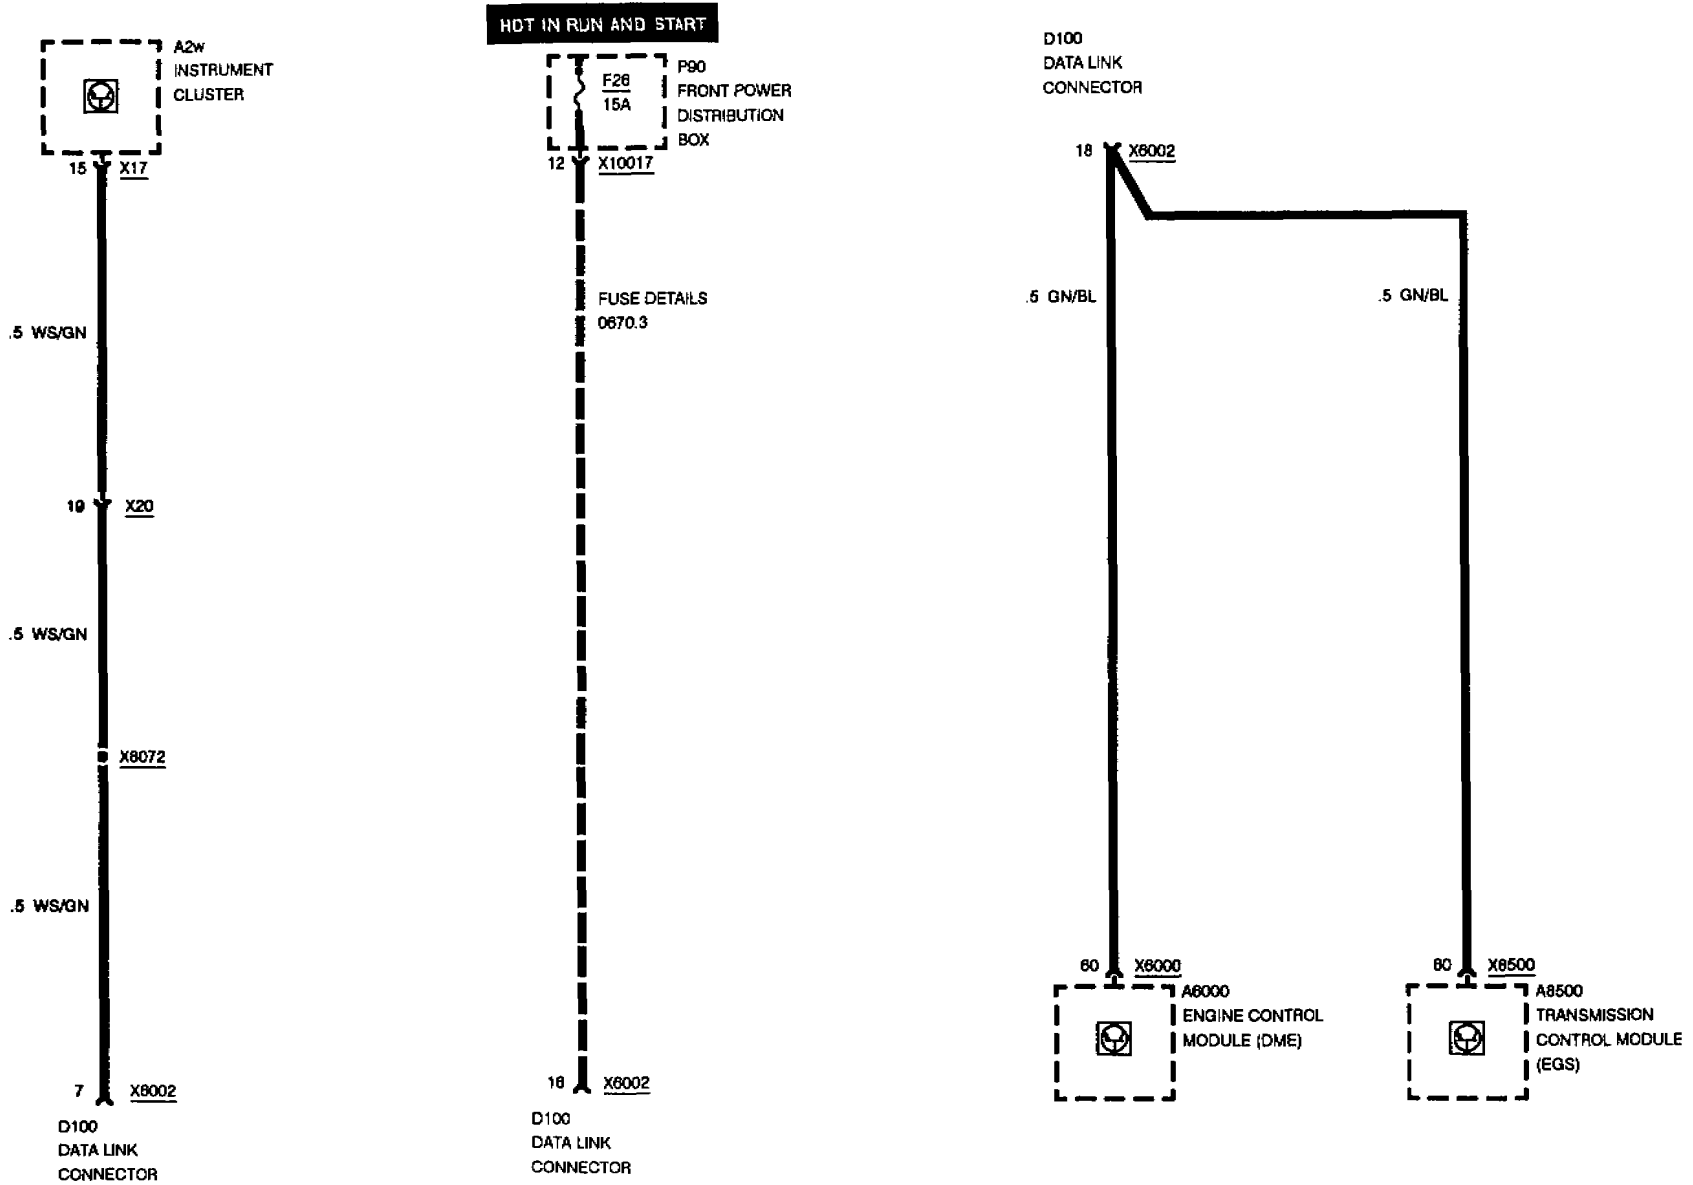 HOT IN RUN AND START
A2w
INSTRUMENT
CLUSTER
15 X17
.5 WS/GN
19 X20
.5 WS/GN
X8072
.5 WS/GN
7 X6002
D100
DATA LINK
CONNECTOR
F26
15A
P90
FRONT POWER
DISTRIBUTION
BOX
12 X10017
FUSE DETAILS
0670.3
16 X6002
D100
DATA LINK
CONNECTOR
D100
DATA LINK
CONNECTOR
18 X6002
.5 GN/BL
.5 GN/BL
60 X6000
A6000
ENGINE CONTROL
MODULE (DME)
80 X8500
A8500
TRANSMISSION
CONTROL MODULE
(EGS)